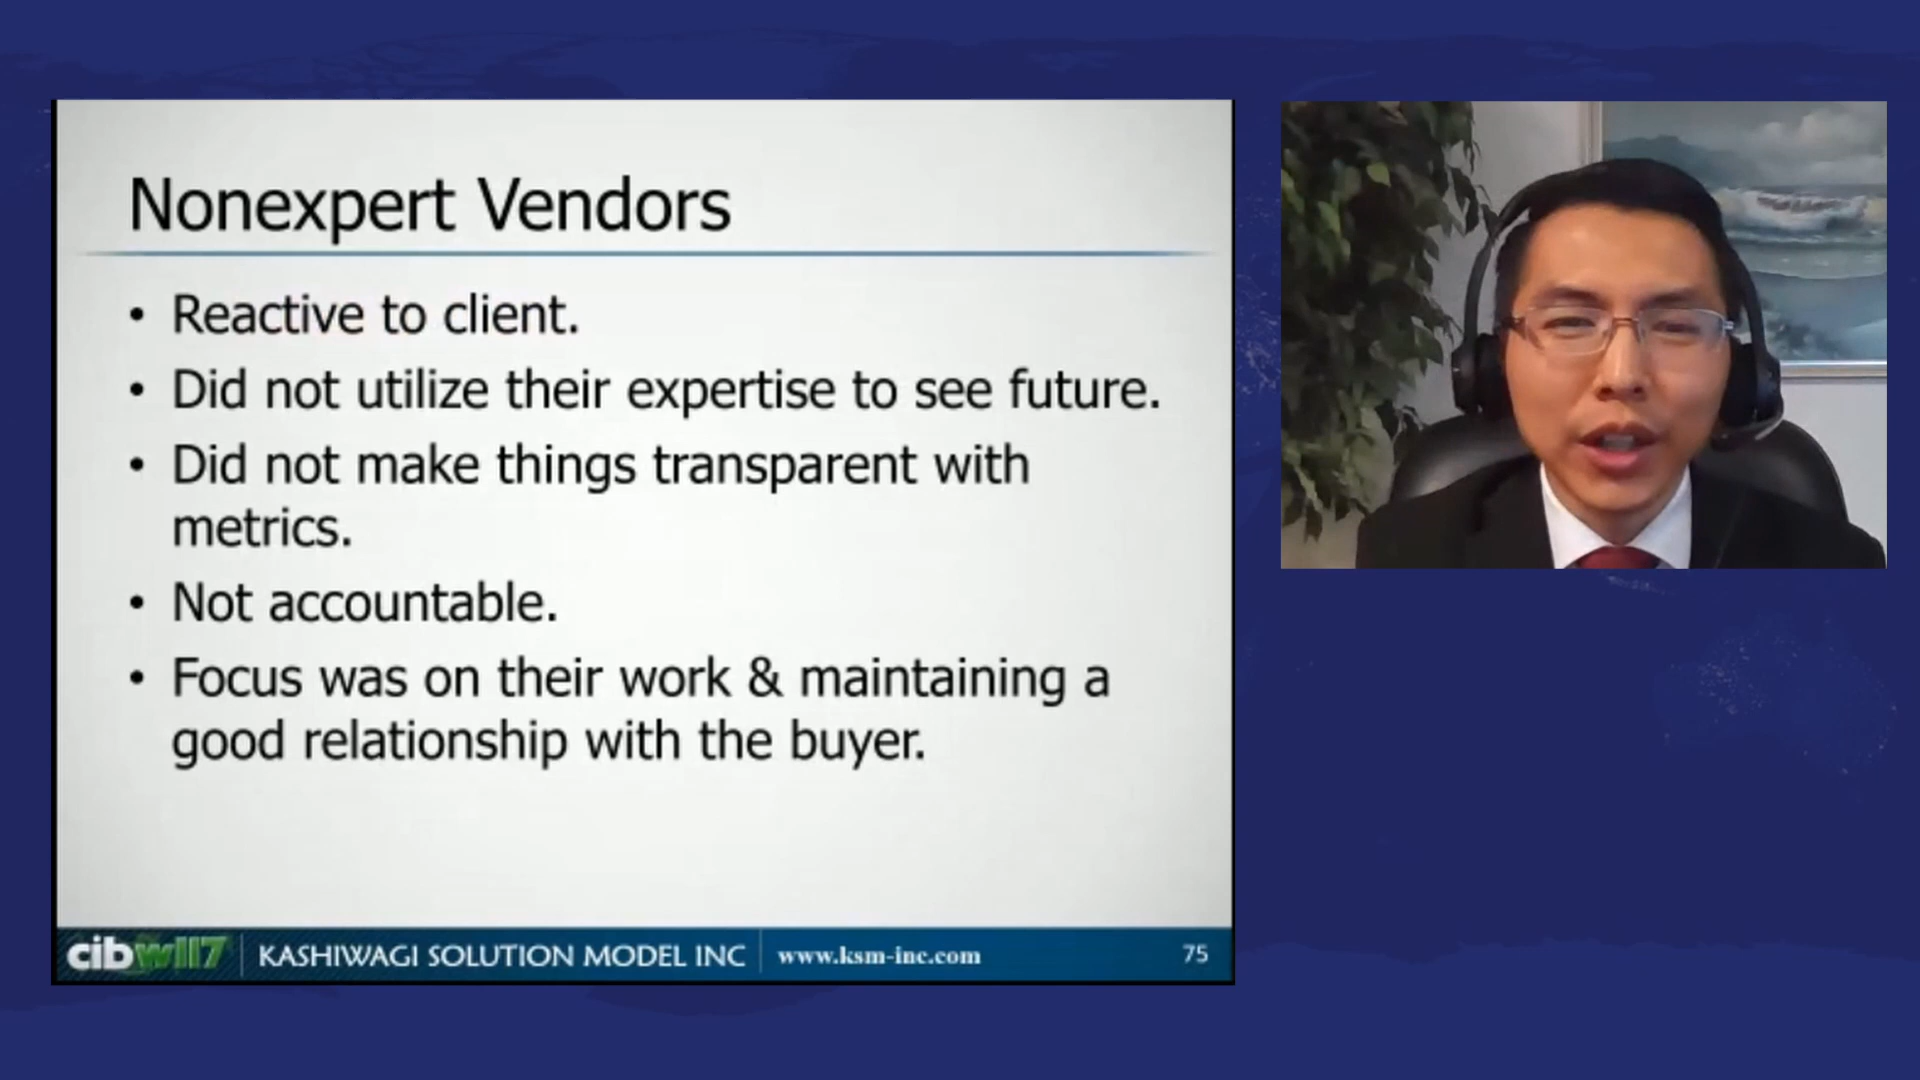 Nonexpert Vendors
• Reactive to client.
• Did not utilize their expertise to see future.
• Did not make things transparent with
metrics.
• Not accountable.
• Focus was on their work & maintaining a
good relationship with the buyer.
cibw117 KASHIWAGI SOLUTION MODEL INC www.ksm-inc.com 75